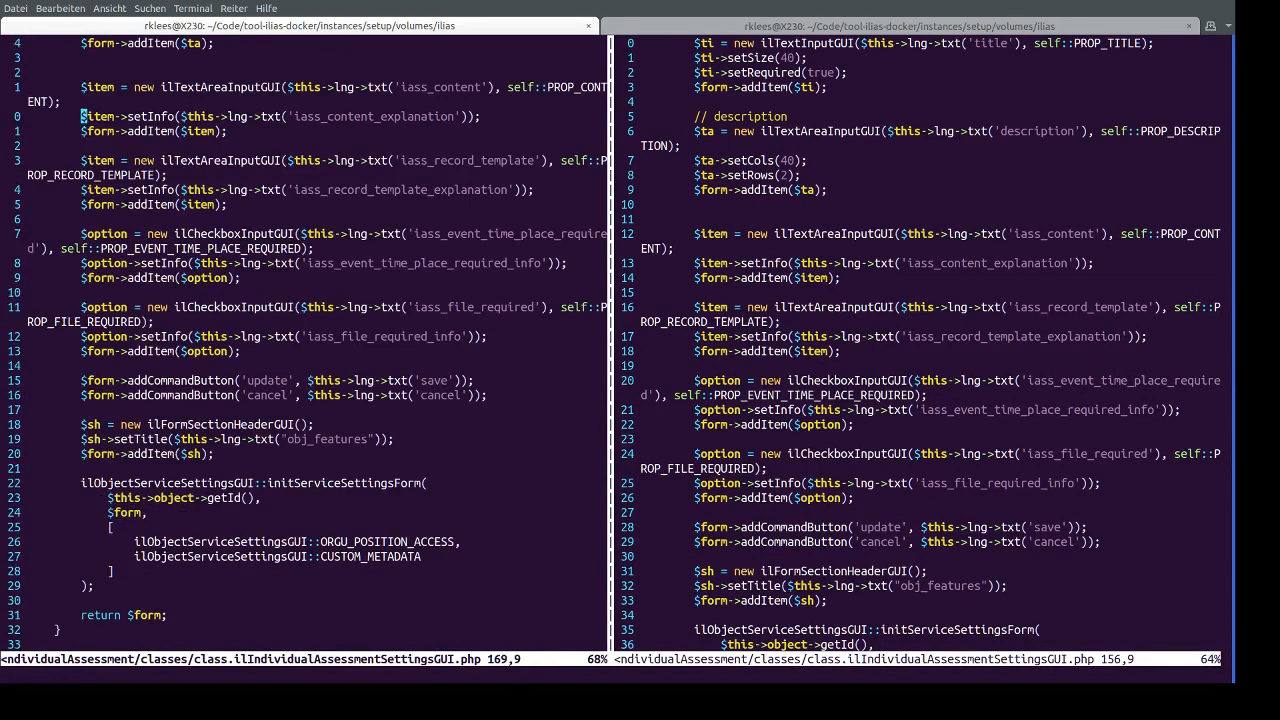 Datei Bearbeiten Ansicht Suchen Terminal Reiter Hilfe
rklees@X230: ~/Code/tool-ilias-docker/instances/setup/volumes/ilias ×
rklees@X230: ~/Code/tool-ilias-docker/instances/setup/volumes/ilias ×
4 $form->addItem($ta);
3
2
1 $item = new ilTextAreaInputGUI($this->lng->txt('iass_content'), self::PROP_CONT
ENT);
0 $item->setInfo($this->lng->txt('iass_content_explanation'));
1 $form->addItem($item);
2
3 $item = new ilTextAreaInputGUI($this->lng->txt('iass_record_template'), self::P
ROP_RECORD_TEMPLATE);
4 $item->setInfo($this->lng->txt('iass_record_template_explanation'));
5 $form->addItem($item);
6
7 $option = new ilCheckboxInputGUI($this->lng->txt('iass_event_time_place_require
d'), self::PROP_EVENT_TIME_PLACE_REQUIRED);
8 $option->setInfo($this->lng->txt('iass_event_time_place_required_info'));
9 $form->addItem($option);
10
11 $option = new ilCheckboxInputGUI($this->lng->txt('iass_file_required'), self::P
ROP_FILE_REQUIRED);
12 $option->setInfo($this->lng->txt('iass_file_required_info'));
13 $form->addItem($option);
14
15 $form->addCommandButton('update', $this->lng->txt('save'));
16 $form->addCommandButton('cancel', $this->lng->txt('cancel'));
17
18 $sh = new ilFormSectionHeaderGUI();
19 $sh->setTitle($this->lng->txt("obj_features"));
20 $form->addItem($sh);
21
22 ilObjectServiceSettingsGUI::initServiceSettingsForm(
23 $this->object->getId(),
24 $form,
25 [
26 ilObjectServiceSettingsGUI::ORGU_POSITION_ACCESS,
27 ilObjectServiceSettingsGUI::CUSTOM_METADATA
28 ]
29 );
30
31 return $form;
32 }
33
<ndividualAssessment/classes/class.ilIndividualAssessmentSettingsGUI.php 169,9 68%
0 $ti = new ilTextInputGUI($this->lng->txt('title'), self::PROP_TITLE);
1 $ti->setSize(40);
2 $ti->setRequired(true);
3 $form->addItem($ti);
4
5 // description
6 $ta = new ilTextAreaInputGUI($this->lng->txt('description'), self::PROP_DESCRIP
TION);
7 $ta->setCols(40);
8 $ta->setRows(2);
9 $form->addItem($ta);
10
11
12 $item = new ilTextAreaInputGUI($this->lng->txt('iass_content'), self::PROP_CONT
ENT);
13 $item->setInfo($this->lng->txt('iass_content_explanation'));
14 $form->addItem($item);
15
16 $item = new ilTextAreaInputGUI($this->lng->txt('iass_record_template'), self::P
ROP_RECORD_TEMPLATE);
17 $item->setInfo($this->lng->txt('iass_record_template_explanation'));
18 $form->addItem($item);
19
20 $option = new ilCheckboxInputGUI($this->lng->txt('iass_event_time_place_require
d'), self::PROP_EVENT_TIME_PLACE_REQUIRED);
21 $option->setInfo($this->lng->txt('iass_event_time_place_required_info'));
22 $form->addItem($option);
23
24 $option = new ilCheckboxInputGUI($this->lng->txt('iass_file_required'), self::P
ROP_FILE_REQUIRED);
25 $option->setInfo($this->lng->txt('iass_file_required_info'));
26 $form->addItem($option);
27
28 $form->addCommandButton('update', $this->lng->txt('save'));
29 $form->addCommandButton('cancel', $this->lng->txt('cancel'));
30
31 $sh = new ilFormSectionHeaderGUI();
32 $sh->setTitle($this->lng->txt("obj_features"));
33 $form->addItem($sh);
34
35 ilObjectServiceSettingsGUI::initServiceSettingsForm(
36 $this->object->getId(),
<ndividualAssessment/classes/class.ilIndividualAssessmentSettingsGUI.php 156,9 64%